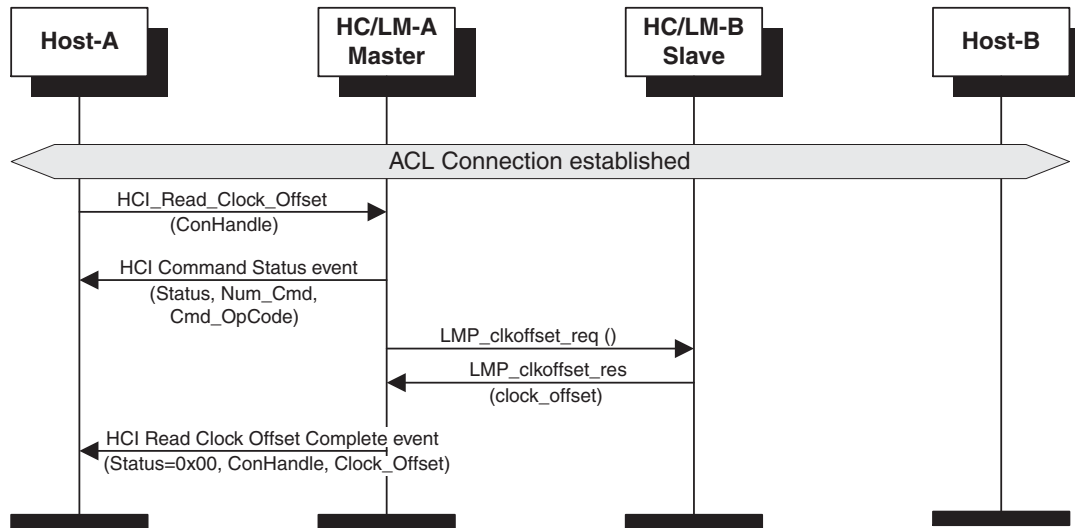 Host-A
HC/LM-A
Master
HC/LM-B
Slave
Host-B
ACL Connection established
HCI_Read_Clock_Offset
(ConHandle)
HCI Command Status event
(Status, Num_Cmd,
Cmd_OpCode)
LMP_clkoffset_req ()
LMP_clkoffset_res
(clock_offset)
HCI Read Clock Offset Complete event
(Status=0x00, ConHandle, Clock_Offset)